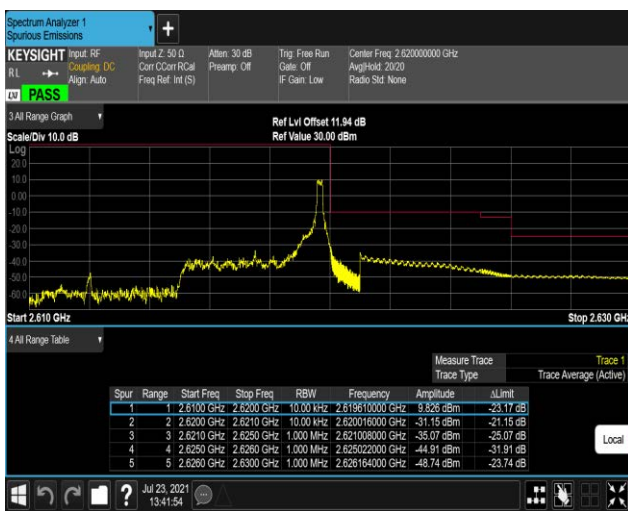 Spectrum Analyzer 1
Spurious Emissions
KEYSIGHT Input: RF Input Z: 50 Ω Atten: 30 dB Trig: Free Run Center Freq: 2.620000000 GHz
RL Coupling: DC Corr CCorr RCal Preamp: Off Gate: Off Avg|Hold: 20/20
Align: Auto Freq Ref: Int (S) IF Gain: Low Radio Std: None
LXI PASS
3 All Range Graph
Ref Lvl Offset 11.94 dB
Scale/Div 10.0 dB Ref Value 30.00 dBm
Log
20.0
10.0
0.00
-10.0
-20.0
-30.0
-40.0
-50.0
-60.0
Start 2.610 GHz Stop 2.630 GHz
4 All Range Table
Measure Trace Trace 1
Trace Type Trace Average (Active)
Spur Range Start Freq Stop Freq RBW Frequency Amplitude ΔLimit
1 1 2.6100 GHz 2.6200 GHz 10.00 kHz 2.619610000 GHz 9.826 dBm -23.17 dB
2 2 2.6200 GHz 2.6210 GHz 10.00 kHz 2.620016000 GHz -31.15 dBm -21.15 dB
3 3 2.6210 GHz 2.6250 GHz 1.000 MHz 2.621008000 GHz -35.07 dBm -25.07 dB
4 4 2.6250 GHz 2.6260 GHz 1.000 MHz 2.625022000 GHz -44.91 dBm -31.91 dB
5 5 2.6260 GHz 2.6300 GHz 1.000 MHz 2.626164000 GHz -48.74 dBm -23.74 dB
Local
Jul 23, 2021
13:41:54